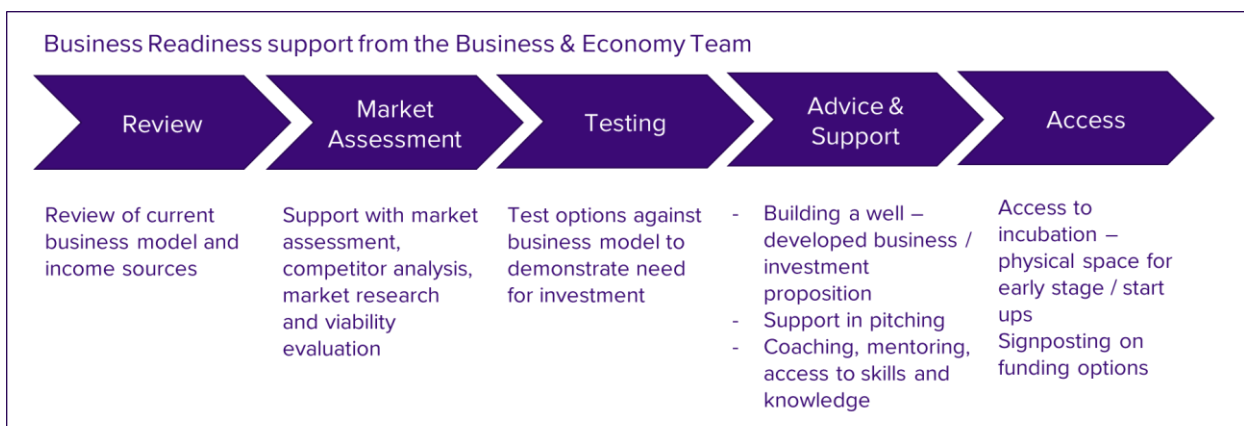 Business Readiness support from the Business & Economy Team
Review
Market
Assessment
Testing
Advice &
Support
Access
Review of current
business model and
income sources
Support with market
assessment,
competitor analysis,
market research
and viability
evaluation
Test options against
business model to
demonstrate need
for investment
- Building a well –
developed business /
investment
proposition
- Support in pitching
- Coaching, mentoring,
access to skills and
knowledge
Access to
incubation –
physical space for
early stage / start
ups
Signposting on
funding options